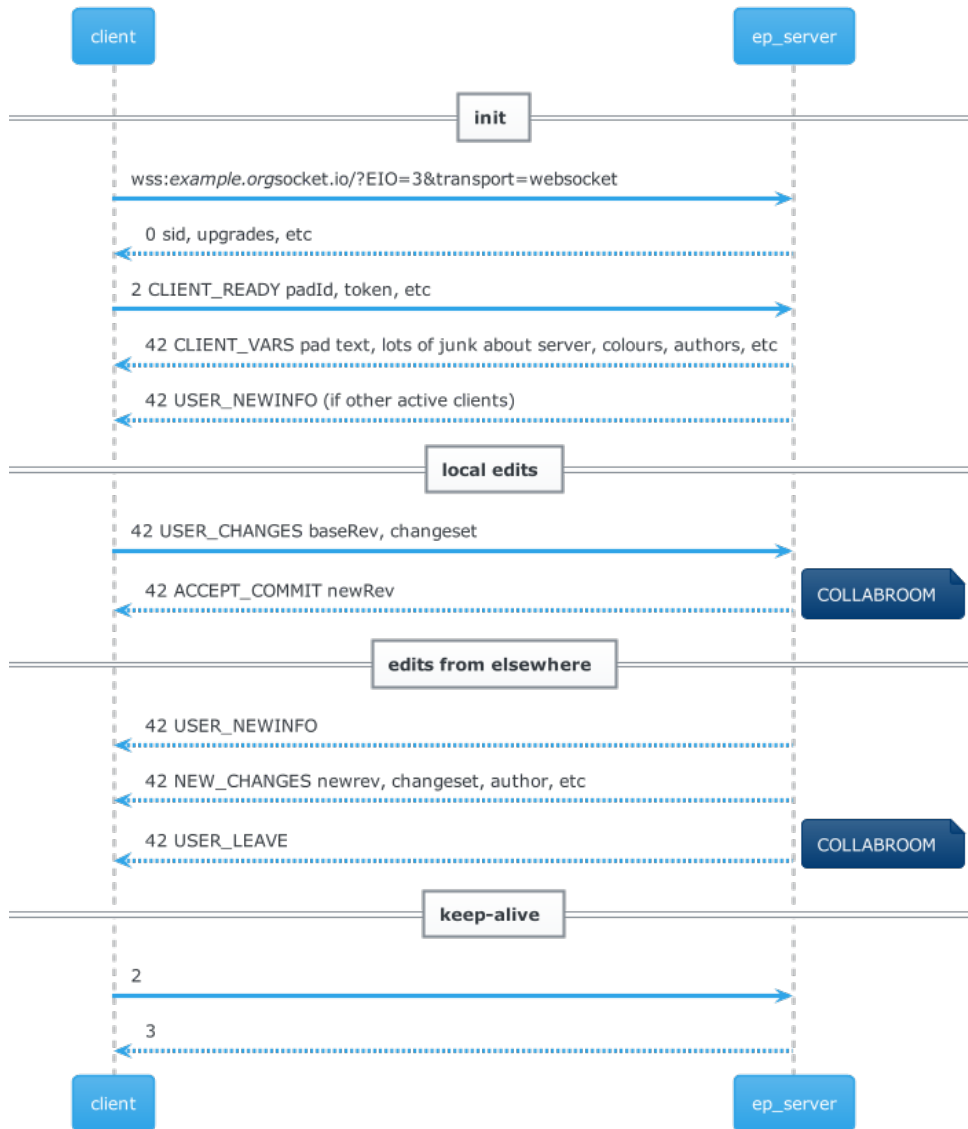 client
ep_server
init
wss:example.orgsocket.io/?EIO=3&transport=websocket
0 sid, upgrades, etc
2 CLIENT_READY padId, token, etc
42 CLIENT_VARS pad text, lots of junk about server, colours, authors, etc
42 USER_NEWINFO (if other active clients)
local edits
42 USER_CHANGES baseRev, changeset
42 ACCEPT_COMMIT newRev
COLLABROOM
edits from elsewhere
42 USER_NEWINFO
42 NEW_CHANGES newrev, changeset, author, etc
42 USER_LEAVE
COLLABROOM
keep-alive
2
3
client
ep_server